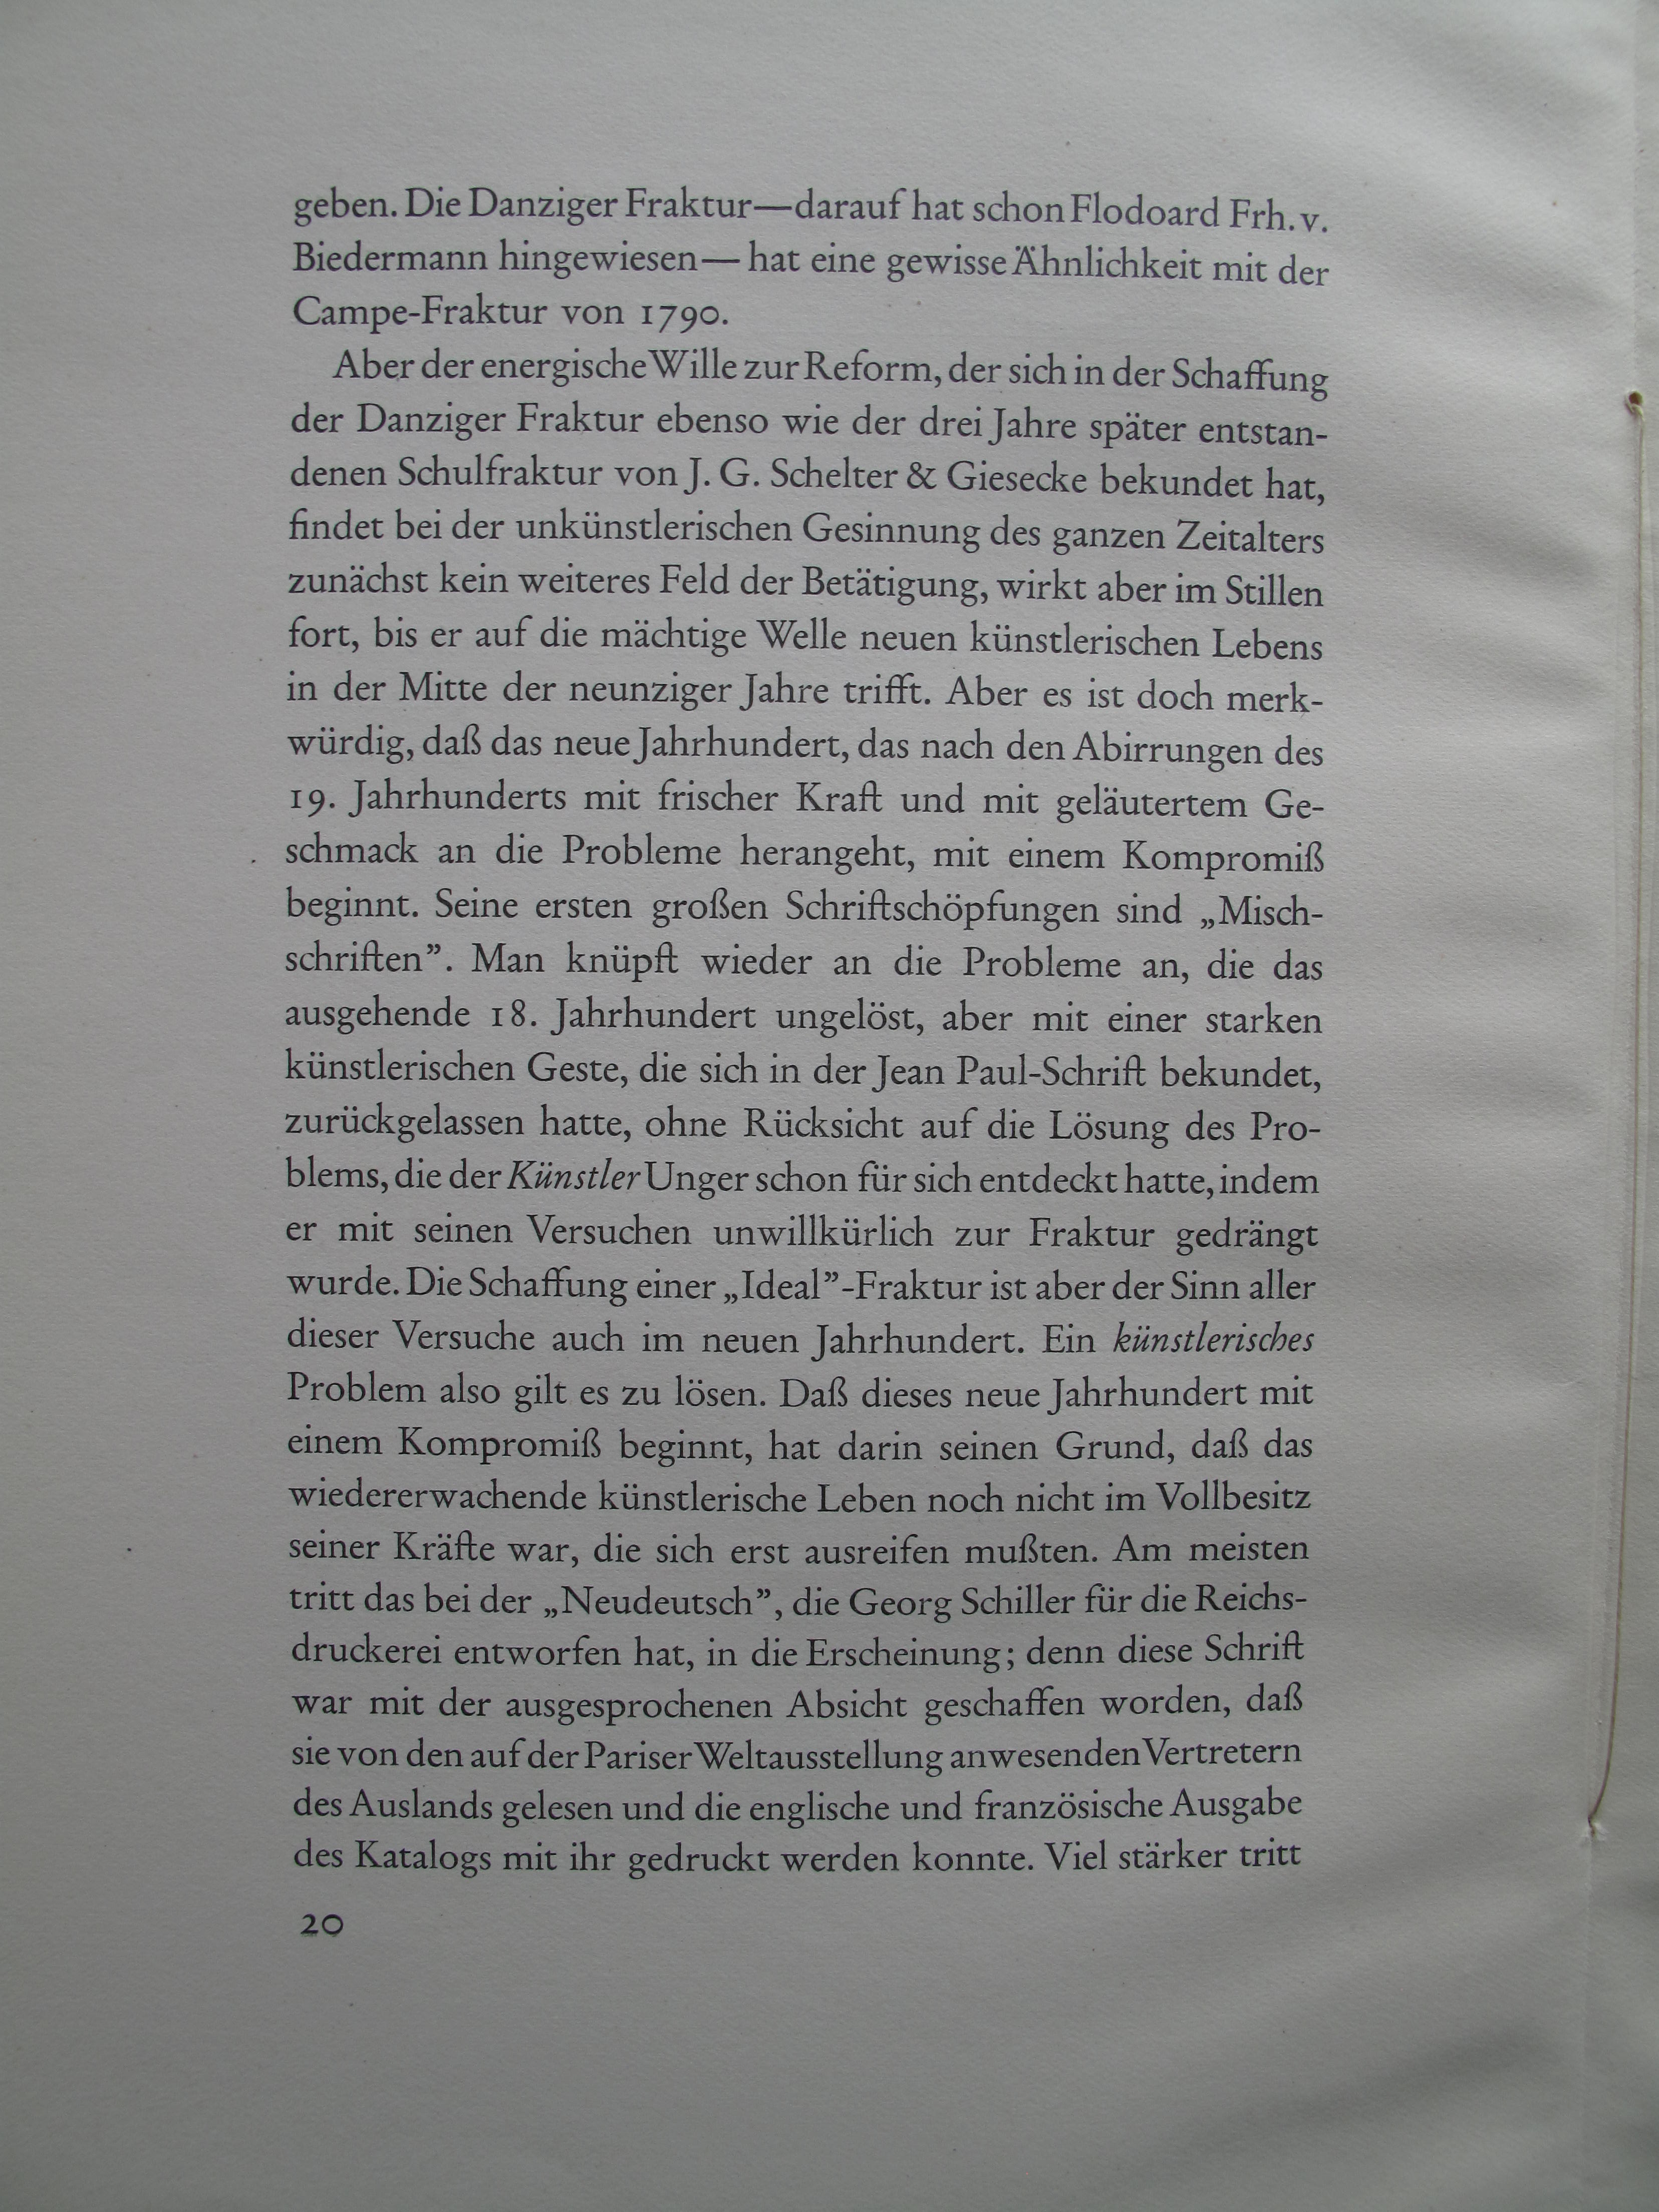 geben. Die Danziger Fraktur—darauf hat schon Flodoard Frh. v.
Biedermann hingewiesen— hat eine gewisse Ähnlichkeit mit der
Campe-Fraktur von 1790.
Aber der energische Wille zur Reform, der sich in der Schaffung
der Danziger Fraktur ebenso wie der drei Jahre später entstan-
denen Schulfraktur von J. G. Schelter & Giesecke bekundet hat,
findet bei der unkünstlerischen Gesinnung des ganzen Zeitalters
zunächst kein weiteres Feld der Betätigung, wirkt aber im Stillen
fort, bis er auf die mächtige Welle neuen künstlerischen Lebens
in der Mitte der neunziger Jahre trifft. Aber es ist doch merk-
würdig, daß das neue Jahrhundert, das nach den Abirrungen des
19. Jahrhunderts mit frischer Kraft und mit geläutertem Ge-
schmack an die Probleme herangeht, mit einem Kompromiß
beginnt. Seine ersten großen Schriftschöpfungen sind „Misch-
schriften”. Man knüpft wieder an die Probleme an, die das
ausgehende 18. Jahrhundert ungelöst, aber mit einer starken
künstlerischen Geste, die sich in der Jean Paul-Schrift bekundet,
zurückgelassen hatte, ohne Rücksicht auf die Lösung des Pro-
blems, die der Künstler Unger schon für sich entdeckt hatte, indem
er mit seinen Versuchen unwillkürlich zur Fraktur gedrängt
wurde. Die Schaffung einer „Ideal”-Fraktur ist aber der Sinn aller
dieser Versuche auch im neuen Jahrhundert. Ein künstlerisches
Problem also gilt es zu lösen. Daß dieses neue Jahrhundert mit
einem Kompromiß beginnt, hat darin seinen Grund, daß das
wiedererwachende künstlerische Leben noch nicht im Vollbesitz
seiner Kräfte war, die sich erst ausreifen mußten. Am meisten
tritt das bei der „Neudeutsch”, die Georg Schiller für die Reichs-
druckerei entworfen hat, in die Erscheinung; denn diese Schrift
war mit der ausgesprochenen Absicht geschaffen worden, daß
sie von den auf der Pariser Weltausstellung anwesenden Vertretern
des Auslands gelesen und die englische und französische Ausgabe
des Katalogs mit ihr gedruckt werden konnte. Viel stärker tritt
20